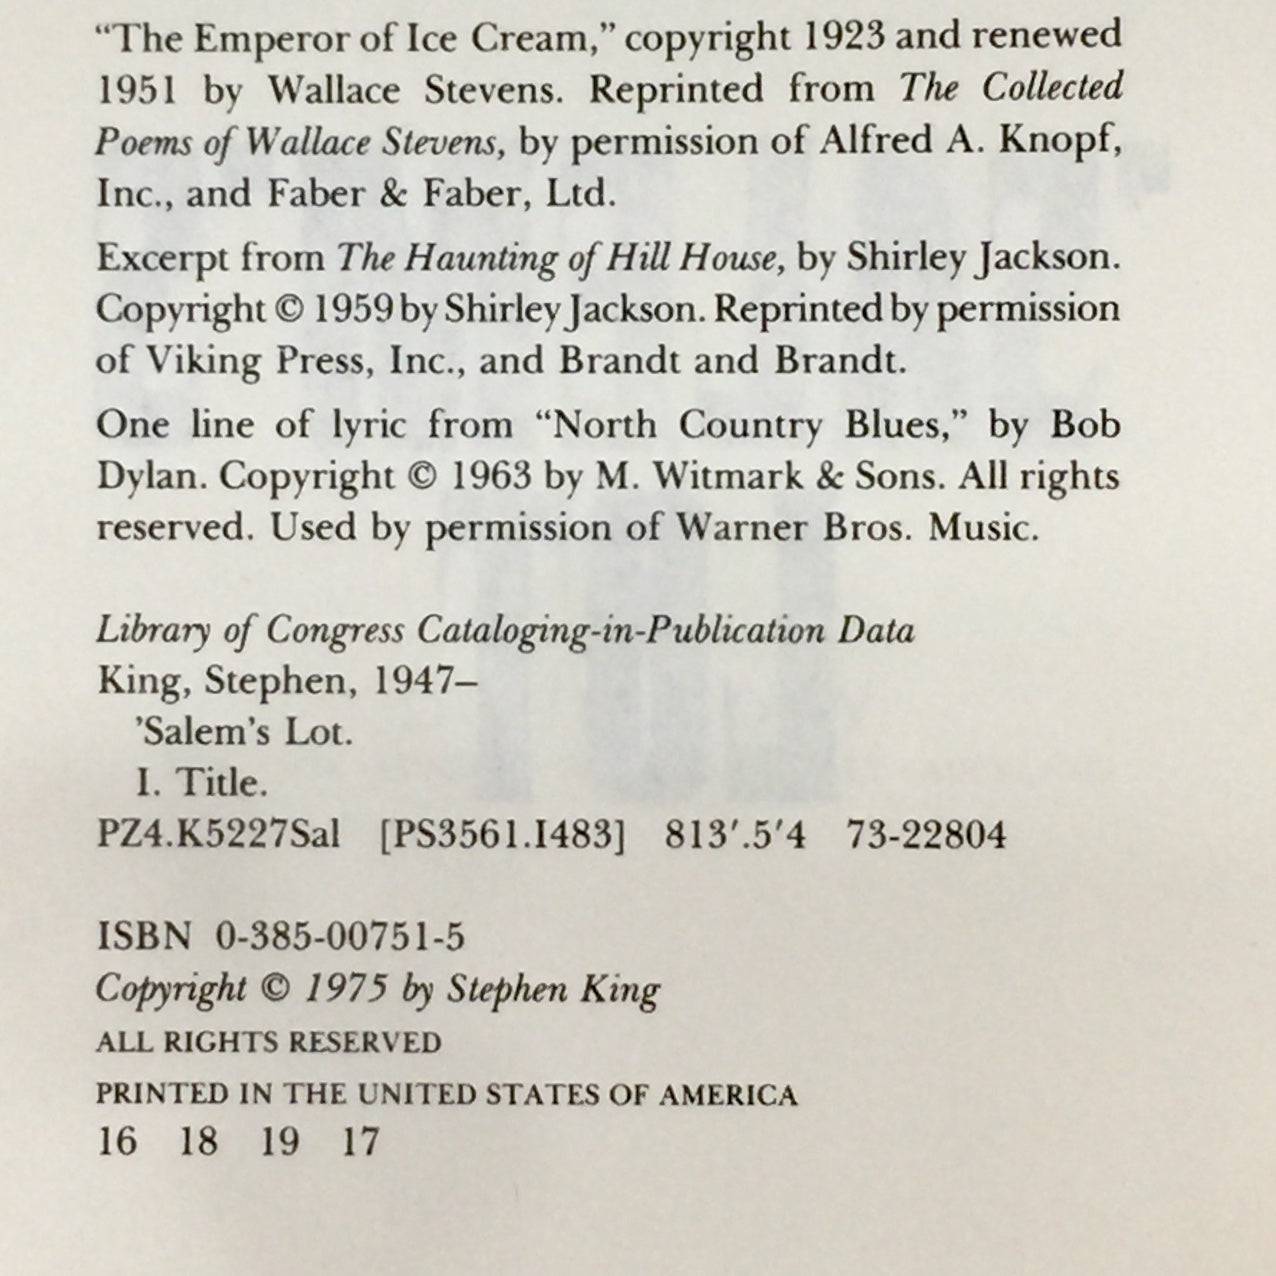 “The Emperor of Ice Cream,” copyright 1923 and renewed
1951 by Wallace Stevens. Reprinted from The Collected
Poems of Wallace Stevens, by permission of Alfred A. Knopf,
Inc., and Faber & Faber, Ltd.
Excerpt from The Haunting of Hill House, by Shirley Jackson.
Copyright © 1959 by Shirley Jackson. Reprinted by permission
of Viking Press, Inc., and Brandt and Brandt.
One line of lyric from “North Country Blues,” by Bob
Dylan. Copyright © 1963 by M. Witmark & Sons. All rights
reserved. Used by permission of Warner Bros. Music.
Library of Congress Cataloging-in-Publication Data
King, Stephen, 1947–
’Salem’s Lot.
I. Title.
PZ4.K5227Sal [PS3561.I483] 813′.5′4 73-22804
ISBN 0-385-00751-5
Copyright © 1975 by Stephen King
ALL RIGHTS RESERVED
PRINTED IN THE UNITED STATES OF AMERICA
16 18 19 17